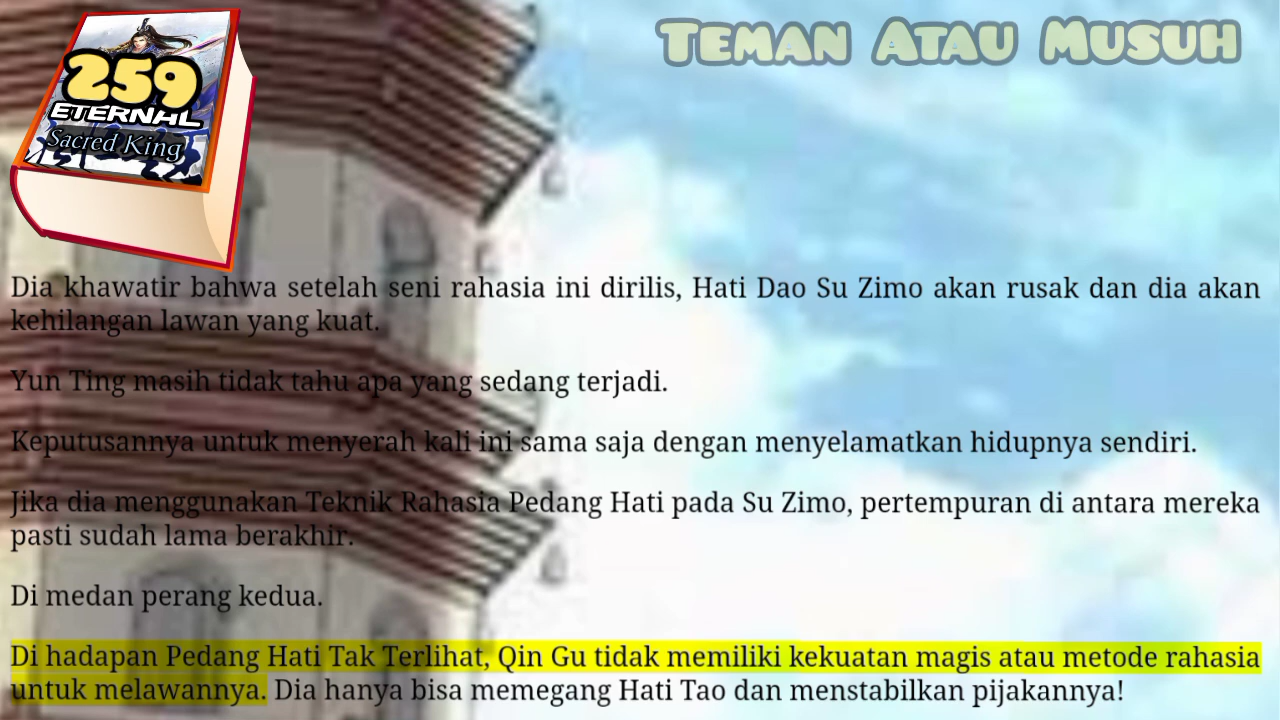 Teman Atau Musuh
259
ETERNAL
Sacred King
Dia khawatir bahwa setelah seni rahasia ini dirilis, Hati Dao Su Zimo akan rusak dan dia akan
kehilangan lawan yang kuat.
Yun Ting masih tidak tahu apa yang sedang terjadi.
Keputusannya untuk menyerah kali ini sama saja dengan menyelamatkan hidupnya sendiri.
Jika dia menggunakan Teknik Rahasia Pedang Hati pada Su Zimo, pertempuran di antara mereka
pasti sudah lama berakhir.
Di medan perang kedua.
Di hadapan Pedang Hati Tak Terlihat, Qin Gu tidak memiliki kekuatan magis atau metode rahasia
untuk melawannya. Dia hanya bisa memegang Hati Tao dan menstabilkan pijakannya!